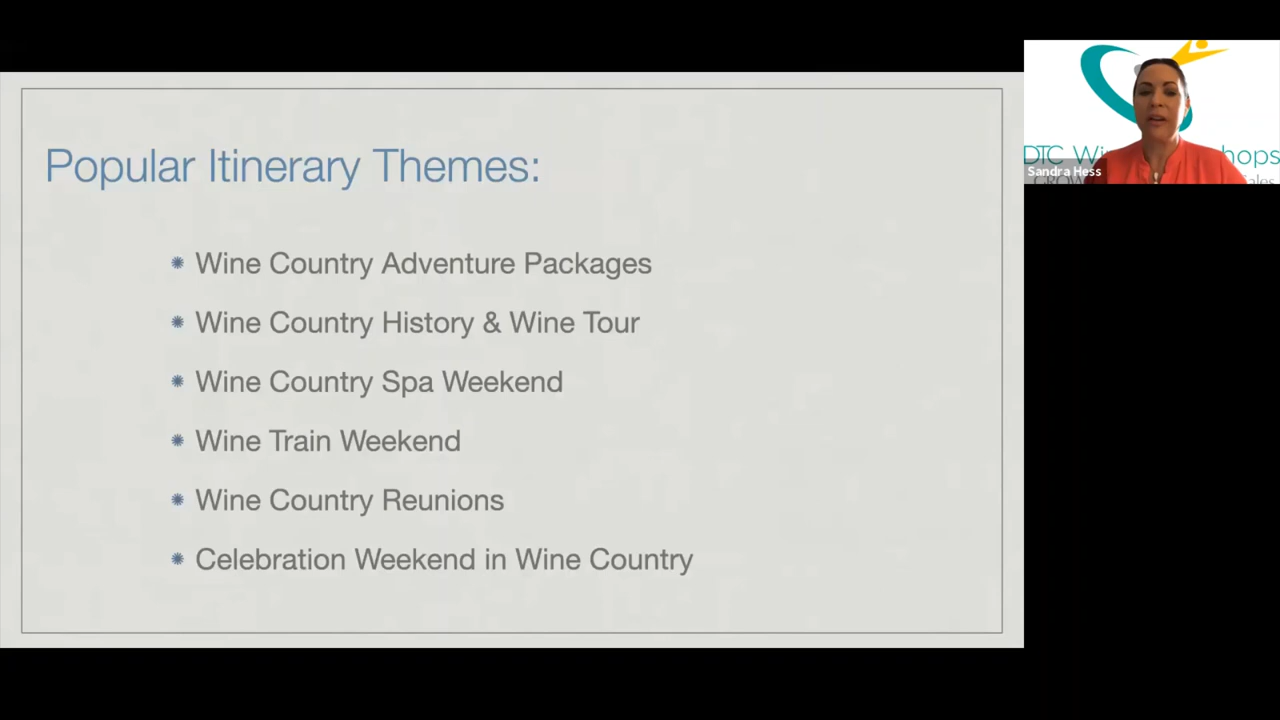 Popular Itinerary Themes:
Wine Country Adventure Packages
Wine Country History & Wine Tour
Wine Country Spa Weekend
Wine Train Weekend
Wine Country Reunions
Celebration Weekend in Wine Country
DTC
Sandra Hess